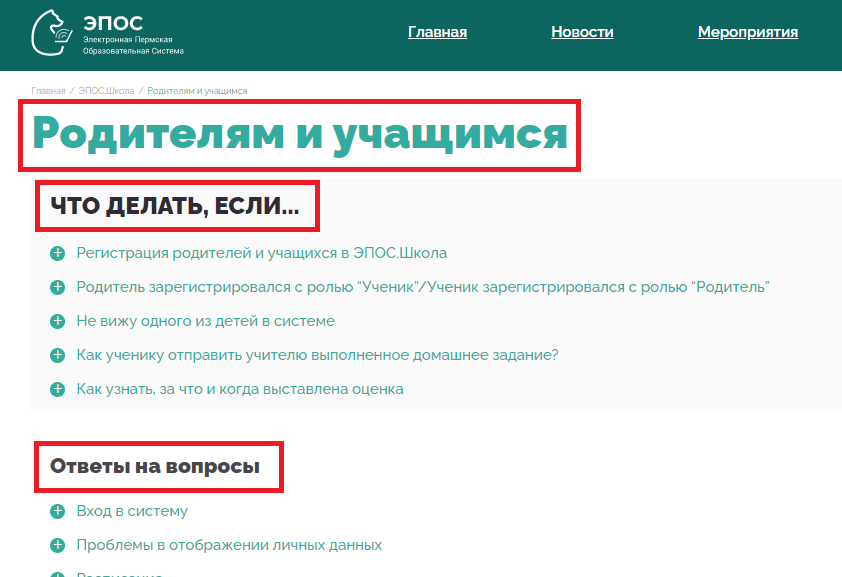 ЭПОС
Электронная Пермская
Образовательная Система
Главная Новости Мероприятия
Главная / ЭПОС.Школа / Родителям и учащимся
Родителям и учащимся
ЧТО ДЕЛАТЬ, ЕСЛИ...
Регистрация родителей и учащихся в ЭПОС.Школа
Родитель зарегистрировался с ролью “Ученик”/Ученик зарегистрировался с ролью “Родитель”
Не вижу одного из детей в системе
Как ученику отправить учителю выполненное домашнее задание?
Как узнать, за что и когда выставлена оценка
Ответы на вопросы
Вход в систему
Проблемы в отображении личных данных